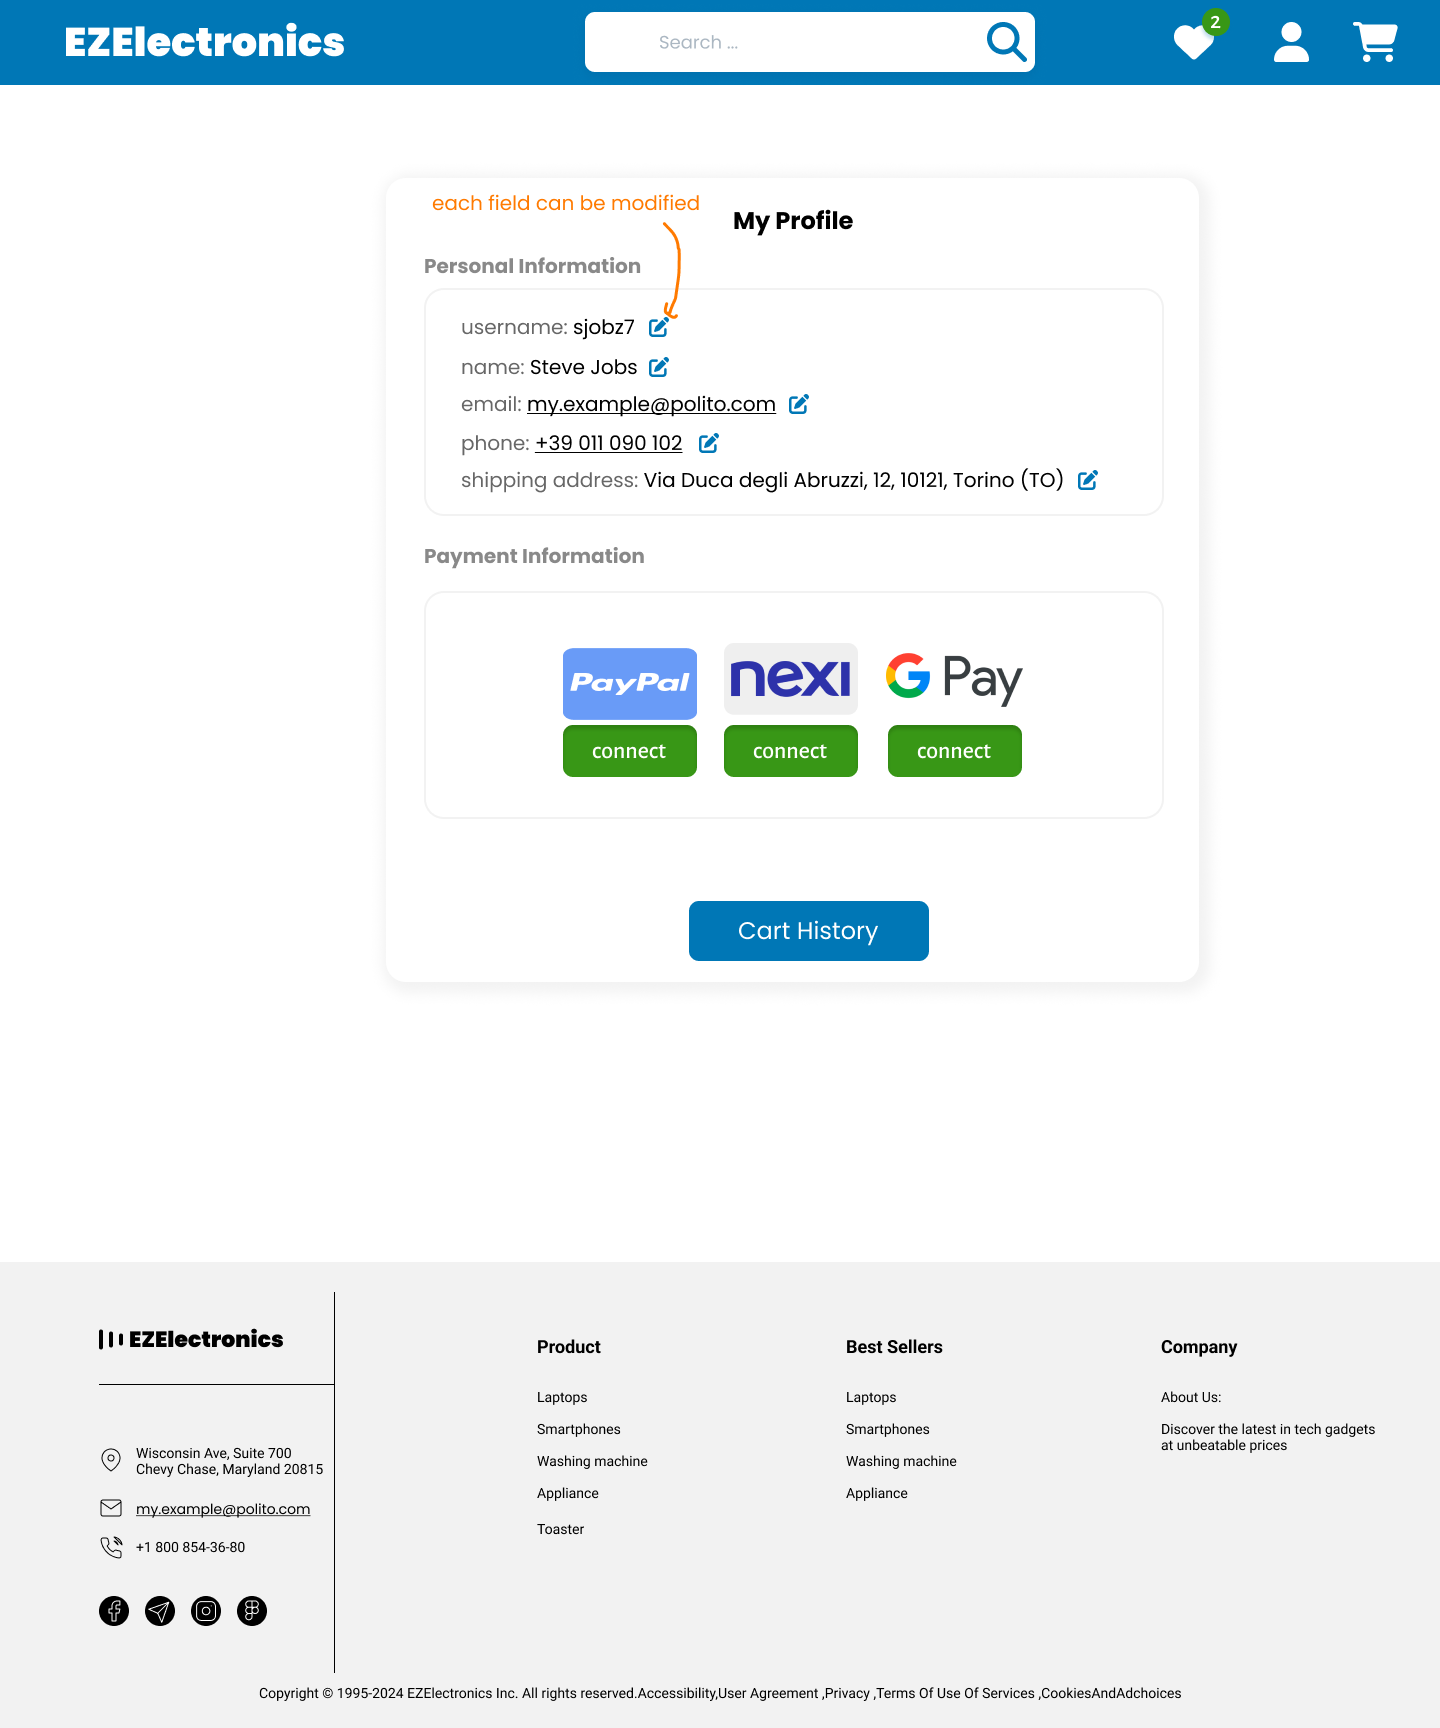 EZElectronics
Search ...
2
each field can be modified
My Profile
Personal Information
username: sjobz7
name: Steve Jobs
email: my.example@polito.com
phone: +39 011 090 102
shipping address: Via Duca degli Abruzzi, 12, 10121, Torino (TO)
Payment Information
PayPal
nexi
G Pay
connect
connect
connect
Cart History
EZElectronics
Wisconsin Ave, Suite 700
Chevy Chase, Maryland 20815
my.example@polito.com
+1 800 854-36-80
Product
Laptops
Smartphones
Washing machine
Appliance
Toaster
Best Sellers
Laptops
Smartphones
Washing machine
Appliance
Company
About Us:
Discover the latest in tech gadgets
at unbeatable prices
Copyright © 1995-2024 EZElectronics Inc. All rights reserved.Accessibility,User Agreement ,Privacy ,Terms Of Use Of Services ,CookiesAndAdchoices